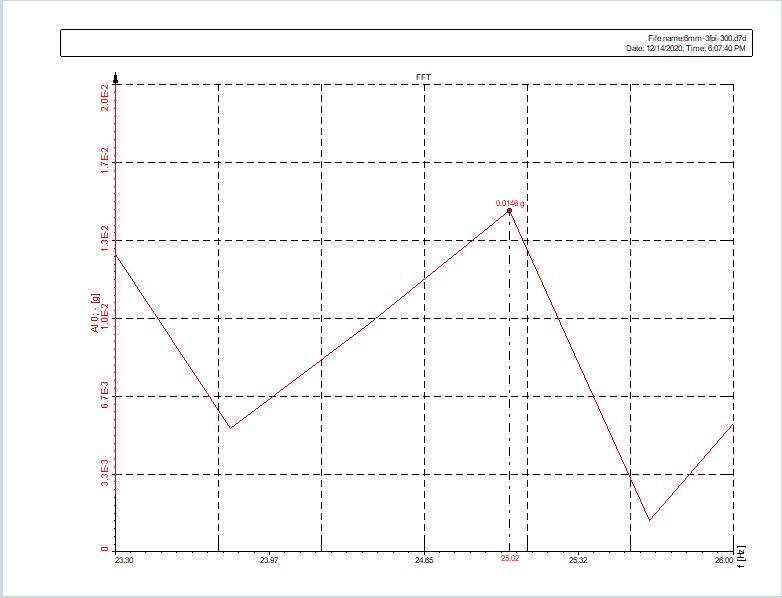 File name:6mm-3fpi-300.d7d
Date: 12/14/2020; Time: 6:07:40 PM
FFT
2.0E-2
1.7E-2
0.0146 g
1.3E-2
AI 0; - [g]
1.0E-2
6.7E-3
3.3E-3
0
23.30 23.97 24.65 25.02 25.32 26.00
f [Hz]